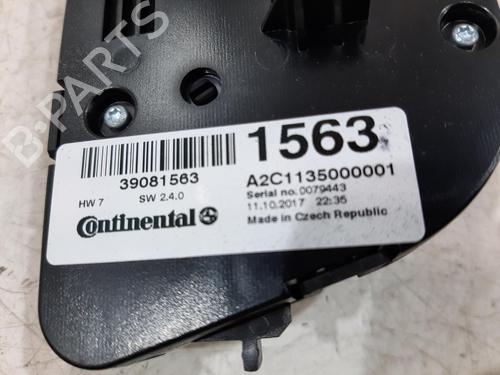 39081563
HW 7
SW 2.4.0
Continental
1563
A2C1135000001
Serial no. 0079443
11.10.2017 22:35
Made in Czech Republic
B-PARTS